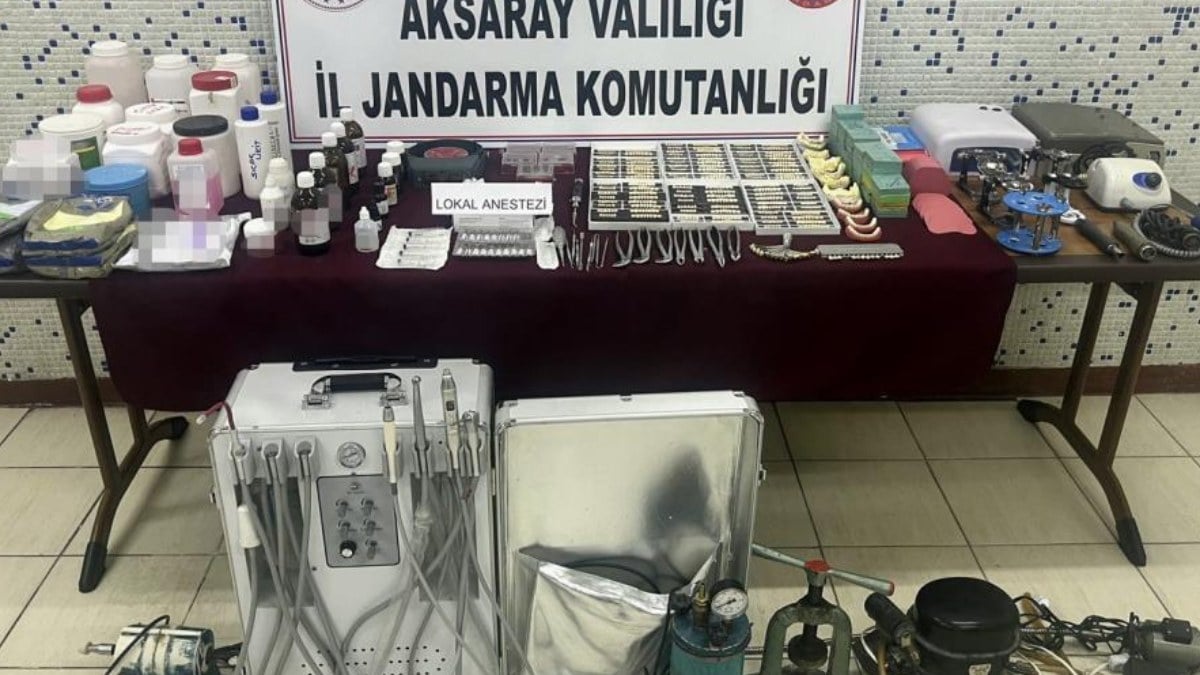 AKSARAY VALİLİĞİ
İL JANDARMA KOMUTANLIĞI
LOKAL ANESTEZİ